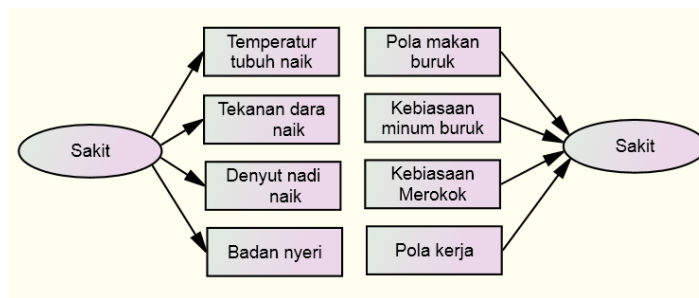 Sakit
Temperatur
tubuh naik
Tekanan dara
naik
Denyut nadi
naik
Badan nyeri
Pola makan
buruk
Kebiasaan
minum buruk
Kebiasaan
Merokok
Pola kerja
Sakit